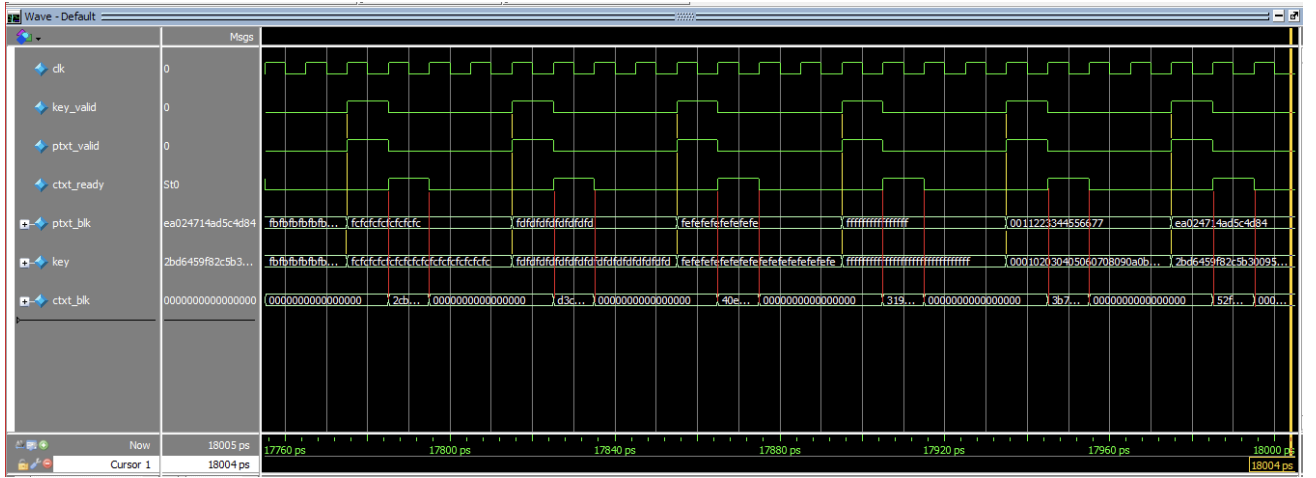 Wave - Default
Msgs
clk 0
key_valid 0
ptxt_valid 0
ctxt_ready St0
ptxt_blk ea024714ad5c4d84 fbfbfbfbfbfb... fcfcfcfcfcfcfcfc fdfdfdfdfdfdfdfd fefefefefefefefe ffffffffffffffff 0011223344556677 ea024714ad5c4d84
key 2bd6459f82c5b3... fbfbfbfbfbfb... fcfcfcfcfcfcfcfcfcfcfcfcfcfcfcfc fdfdfdfdfdfdfdfdfdfdfdfdfdfdfdfd fefefefefefefefefefefefefefefefe ffffffffffffffffffffffffffffffff 000102030405060708090a0b... 2bd6459f82c5b30095...
ctxt_blk 0000000000000000 0000000000000000 2cb... 0000000000000000 d3c... 0000000000000000 40e... 0000000000000000 319... 0000000000000000 3b7... 0000000000000000 52f... 000...
Now 18005 ps 17760 ps 17800 ps 17840 ps 17880 ps 17920 ps 17960 ps 18000 ps
Cursor 1 18004 ps 18004 ps